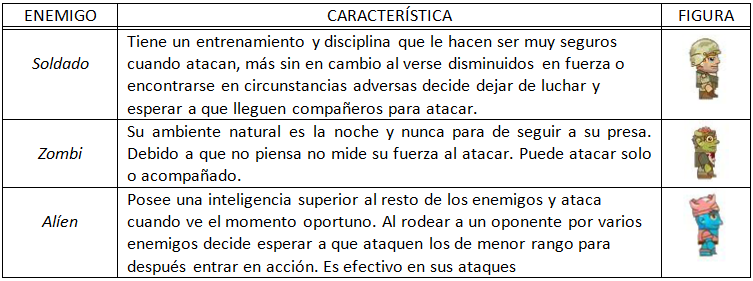 ENEMIGO CARACTERÍSTICA FIGURA
Soldado
Tiene un entrenamiento y disciplina que le hacen ser muy seguros
cuando atacan, más sin en cambio al verse disminuidos en fuerza o
encontrarse en circunstancias adversas decide dejar de luchar y
esperar a que lleguen compañeros para atacar.
Zombi
Su ambiente natural es la noche y nunca para de seguir a su presa.
Debido a que no piensa no mide su fuerza al atacar. Puede atacar solo
o acompañado.
Alíen
Posee una inteligencia superior al resto de los enemigos y ataca
cuando ve el momento oportuno. Al rodear a un oponente por varios
enemigos decide esperar a que ataquen los de menor rango para
después entrar en acción. Es efectivo en sus ataques